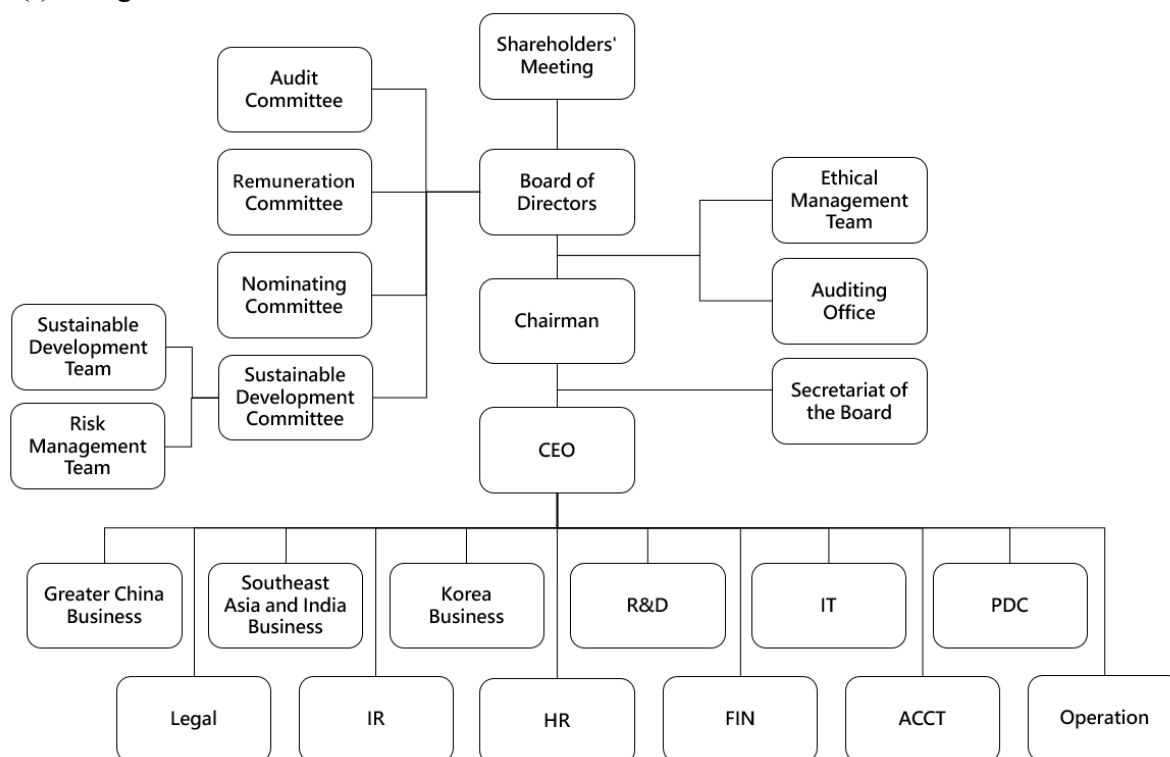 Shareholders'
Meeting
Audit
Committee
Board of
Directors
Remuneration
Committee
Ethical
Management
Team
Nominating
Committee
Chairman
Auditing
Office
Sustainable
Development
Team
Sustainable
Development
Committee
Secretariat of
the Board
Risk
Management
Team
CEO
Greater China
Business
Southeast
Asia and India
Business
Korea
Business
R&D
IT
PDC
Legal
IR
HR
FIN
ACCT
Operation